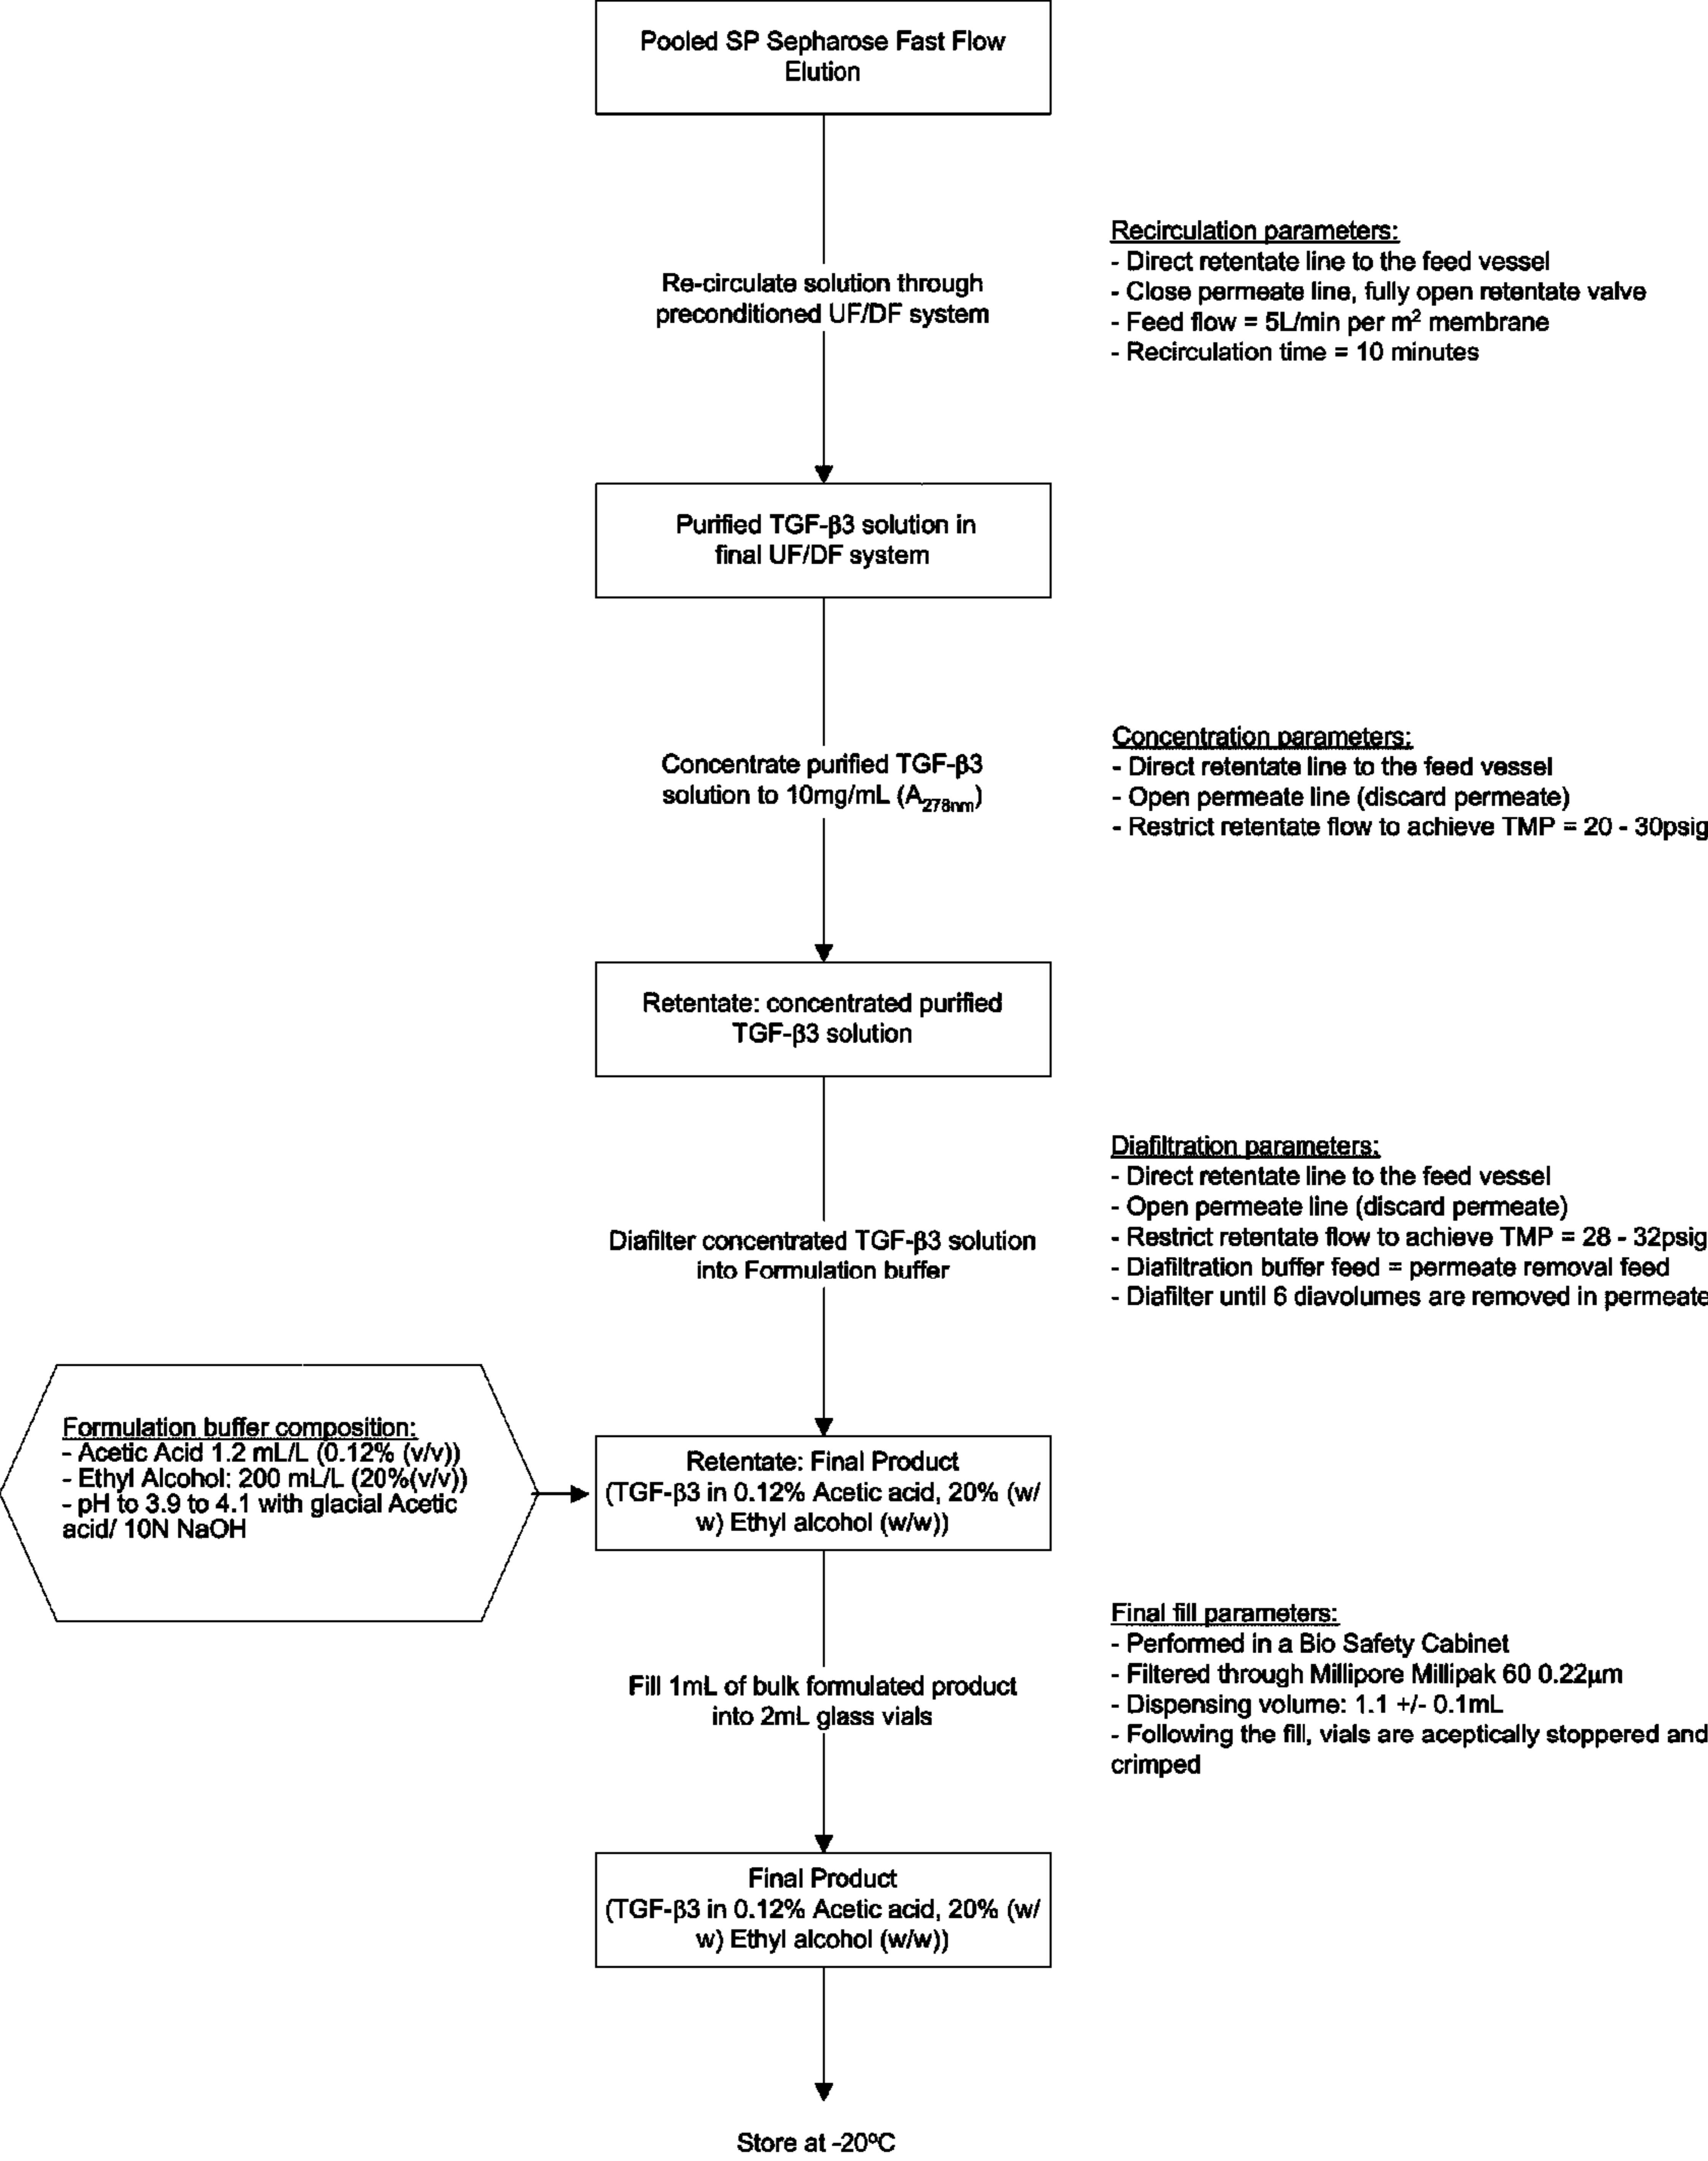 Pooled SP Sepharose Fast Flow
Elution
Re-circulate solution through
preconditioned UF/DF system
Recirculation parameters:
- Direct retentate line to the feed vessel
- Close permeate line, fully open retentate valve
- Feed flow = 5L/min per m² membrane
- Recirculation time = 10 minutes
Purified TGF-β3 solution in
final UF/DF system
Concentrate purified TGF-β3
solution to 10mg/mL (A278nm)
Concentration parameters:
- Direct retentate line to the feed vessel
- Open permeate line (discard permeate)
- Restrict retentate flow to achieve TMP = 20 - 30psig
Retentate: concentrated purified
TGF-β3 solution
Diafilter concentrated TGF-β3 solution
into Formulation buffer
Diafiltration parameters:
- Direct retentate line to the feed vessel
- Open permeate line (discard permeate)
- Restrict retentate flow to achieve TMP = 28 - 32psig
- Diafiltration buffer feed = permeate removal feed
- Diafilter until 6 diavolumes are removed in permeate
Formulation buffer composition:
- Acetic Acid 1.2 mL/L (0.12% (v/v))
- Ethyl Alcohol: 200 mL/L (20%(v/v))
- pH to 3.9 to 4.1 with glacial Acetic
acid/ 10N NaOH
Retentate: Final Product
(TGF-β3 in 0.12% Acetic acid, 20% (w/
w) Ethyl alcohol (w/w))
Fill 1mL of bulk formulated product
into 2mL glass vials
Final fill parameters:
- Performed in a Bio Safety Cabinet
- Filtered through Millipore Millipak 60 0.22µm
- Dispensing volume: 1.1 +/- 0.1mL
- Following the fill, vials are aceptically stoppered and
crimped
Final Product
(TGF-β3 in 0.12% Acetic acid, 20% (w/
w) Ethyl alcohol (w/w))
Store at -20ºC